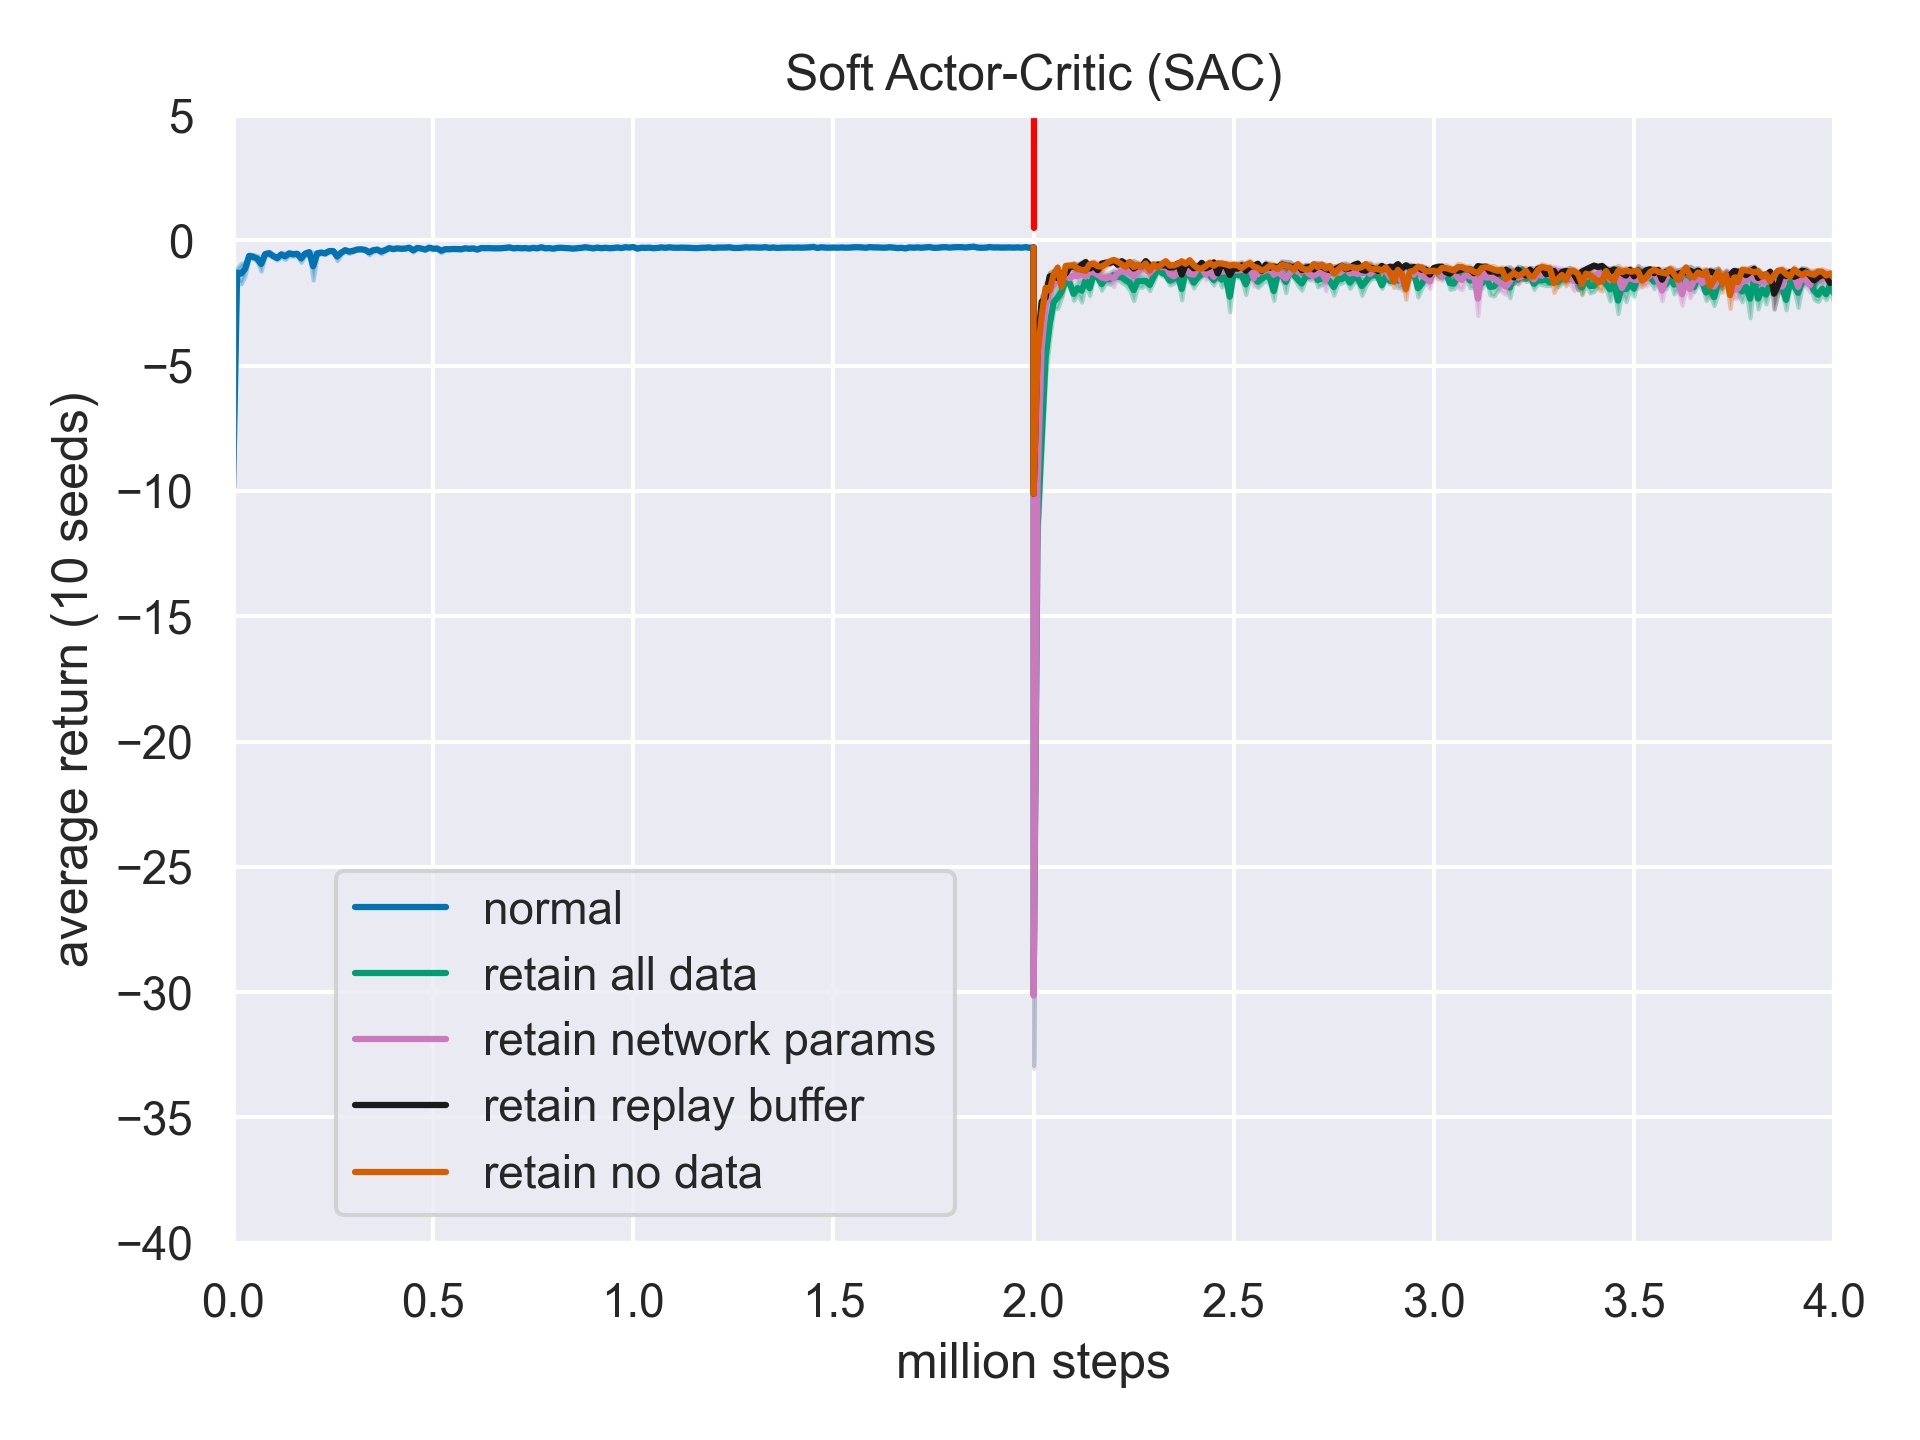 Soft Actor-Critic (SAC)
5
0
−5
−10
−15
−20
−25
−30
−35
−40
average return (10 seeds)
normal
retain all data
retain network params
retain replay buffer
retain no data
0.0 0.5 1.0 1.5 2.0 2.5 3.0 3.5 4.0
million steps